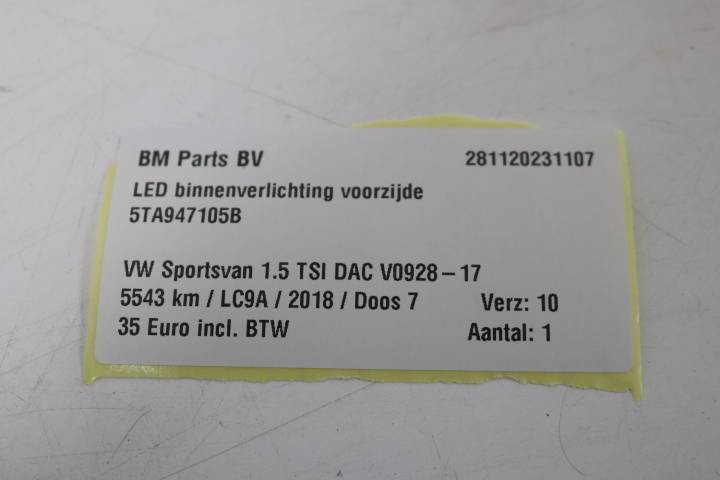 BM Parts BV 281120231107
LED binnenverlichting voorzijde
5TA947105B
VW Sportsvan 1.5 TSI DAC V0928 – 17
5543 km / LC9A / 2018 / Doos 7 Verz: 10
35 Euro incl. BTW Aantal: 1